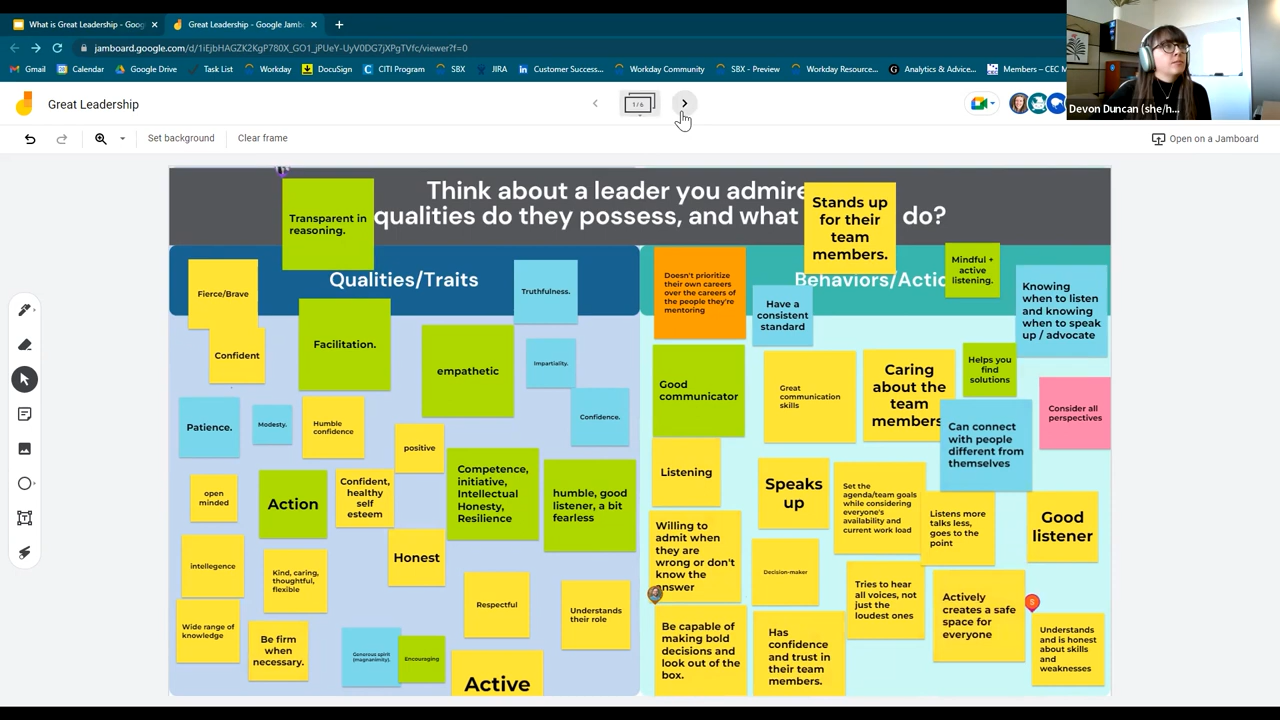 What is Great Leadership - Goog
Great Leadership - Google Jamb
jamboard.google.com/d/1iEjbHAGZK2KgP780X_GO1_jPUeY-UyV0DG7jXPgTVfc/viewer?f=0
Gmail
Calendar
Google Drive
Task List
Workday
DocuSign
CITI Program
SBX
JIRA
Customer Success...
Workday Community
SBX - Preview
Workday Resource...
Analytics & Advice...
Members – CEC M
Devon Duncan (she/h...
Great Leadership
1/6
Set background
Clear frame
Open on a Jamboard
Think about a leader you admire
qualities do they possess, and what
do?
Transparent in
reasoning.
Stands up
for their
team
members.
Qualities/Traits
Fierce/Brave
Confident
Facilitation.
empathetic
Truthfulness.
Impartiality.
Confidence.
Patience.
Modesty.
Humble
confidence
positive
open
minded
Action
Confident,
healthy
self
esteem
Competence,
initiative,
Intellectual
Honesty,
Resilience
humble, good
listener, a bit
fearless
Honest
intellegence
Kind, caring,
thoughtful,
flexible
Respectful
Understands
their role
Wide range of
knowledge
Be firm
when
necessary.
Generous spirit
(magnanimity).
Encouraging
Active
Behaviors/Actio
Doesn't prioritize
their own careers
over the careers of
the people they're
mentoring
Have a
consistent
standard
Mindful +
active
listening.
Knowing
when to listen
and knowing
when to speak
up / advocate
Good
communicator
Great
communication
skills
Caring
about the
team
members
Helps you
find
solutions
Consider all
perspectives
Can connect
with people
different from
themselves
Listening
Speaks
up
Set the
agenda/team goals
while considering
everyone's
availability and
current work load
Listens more
talks less,
goes to the
point
Good
listener
Willing to
admit when
they are
wrong or don't
know the
answer
Decision-maker
Tries to hear
all voices, not
just the
loudest ones
Actively
creates a safe
space for
everyone
S
Be capable of
making bold
decisions and
look out of the
box.
Has
confidence
and trust in
their team
members.
Understands
and is honest
about skills
and
weaknesses